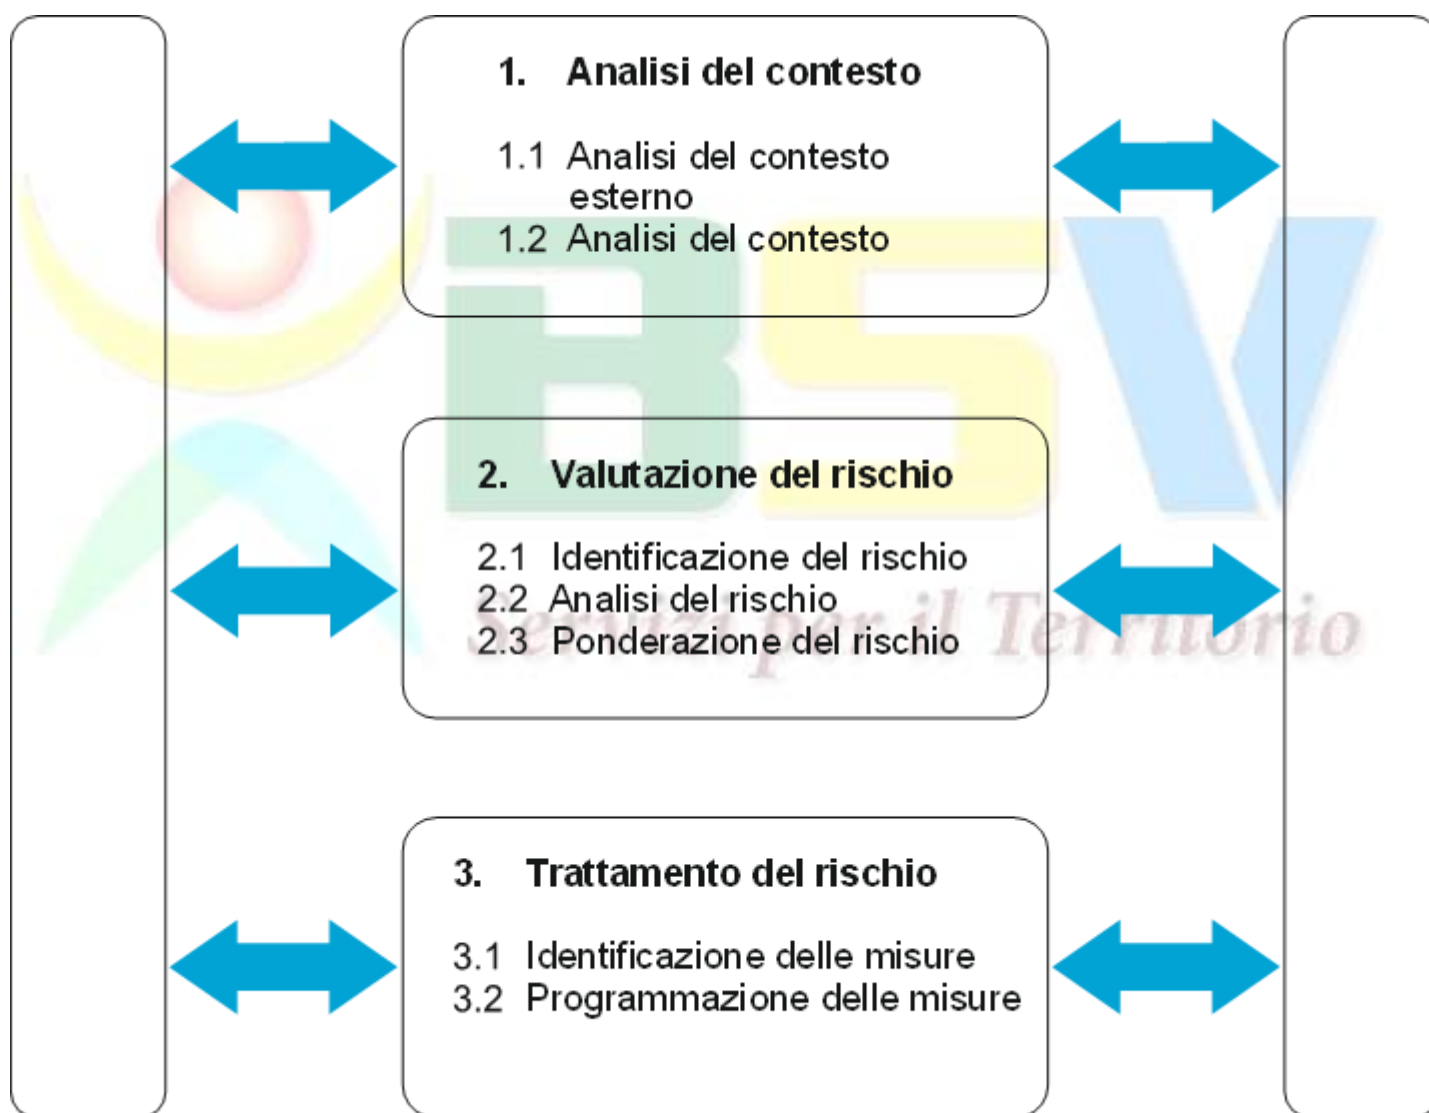 1. Analisi del contesto
1.1 Analisi del contesto
esterno
1.2 Analisi del contesto
BSV
2. Valutazione del rischio
2.1 Identificazione del rischio
2.2 Analisi del rischio
Servizi per il Territorio
2.3 Ponderazione del rischio
3. Trattamento del rischio
3.1 Identificazione delle misure
3.2 Programmazione delle misure